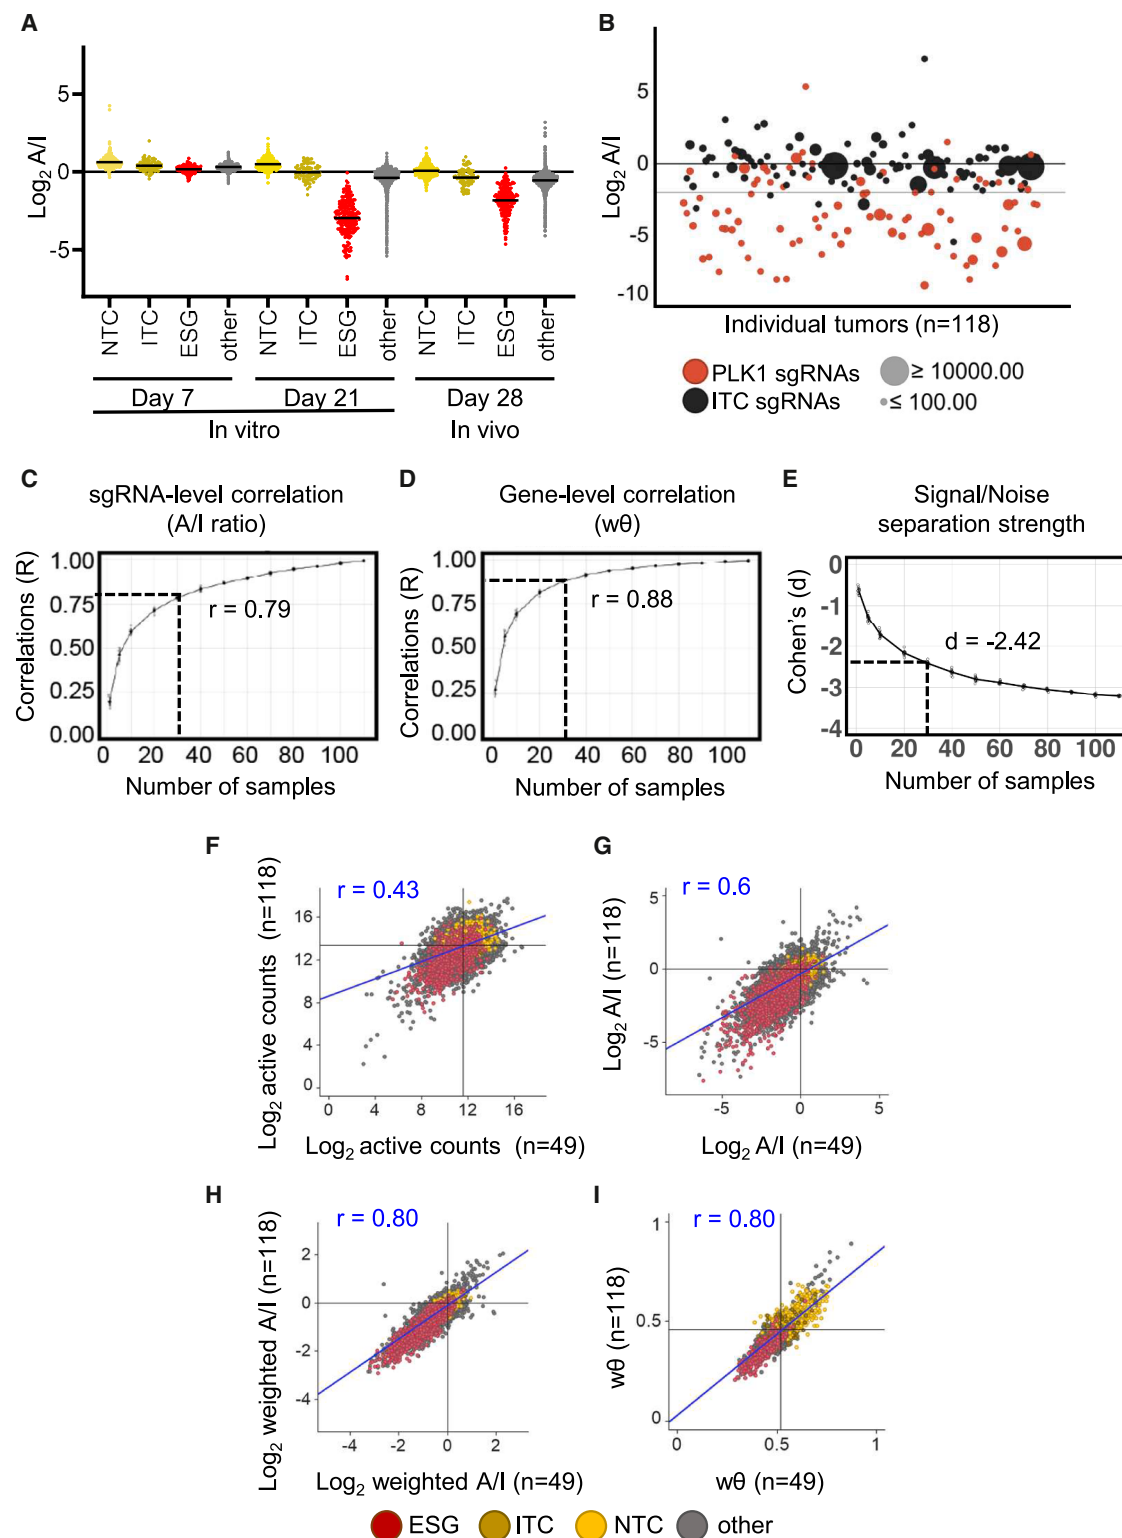 A
Log2 A/I
5
0
-5
NTC
ITC
ESG
other
NTC
ITC
ESG
other
NTC
ITC
ESG
other
Day 7
Day 21
Day 28
In vitro
In vivo
B
Log2 A/I
5
0
-5
-10
Individual tumors (n=118)
PLK1 sgRNAs
≥ 10000.00
ITC sgRNAs
≤ 100.00
C
sgRNA-level correlation
(A/I ratio)
Correlations (R)
1.00
0.75
0.50
0.25
0.00
r = 0.79
0 20 40 60 80 100
Number of samples
D
Gene-level correlation
(wθ)
Correlations (R)
1.00
0.75
0.50
0.25
0.00
r = 0.88
0 20 40 60 80 100
Number of samples
E
Signal/Noise
separation strength
Cohen's (d)
0
-1
-2
-3
-4
d = -2.42
0 20 40 60 80 100
Number of samples
F
Log2 active counts (n=118)
r = 0.43
16
12
8
4
0
0 4 8 12 16
Log2 active counts (n=49)
G
Log2 A/I (n=118)
r = 0.6
5
0
-5
-5 0 5
Log2 A/I (n=49)
H
Log2 weighted A/I (n=118)
r = 0.80
2
0
-2
-4
-4 -2 0 2
Log2 weighted A/I (n=49)
I
wθ (n=118)
r = 0.80
1
0.5
0
0 0.5 1
wθ (n=49)
ESG ITC NTC other